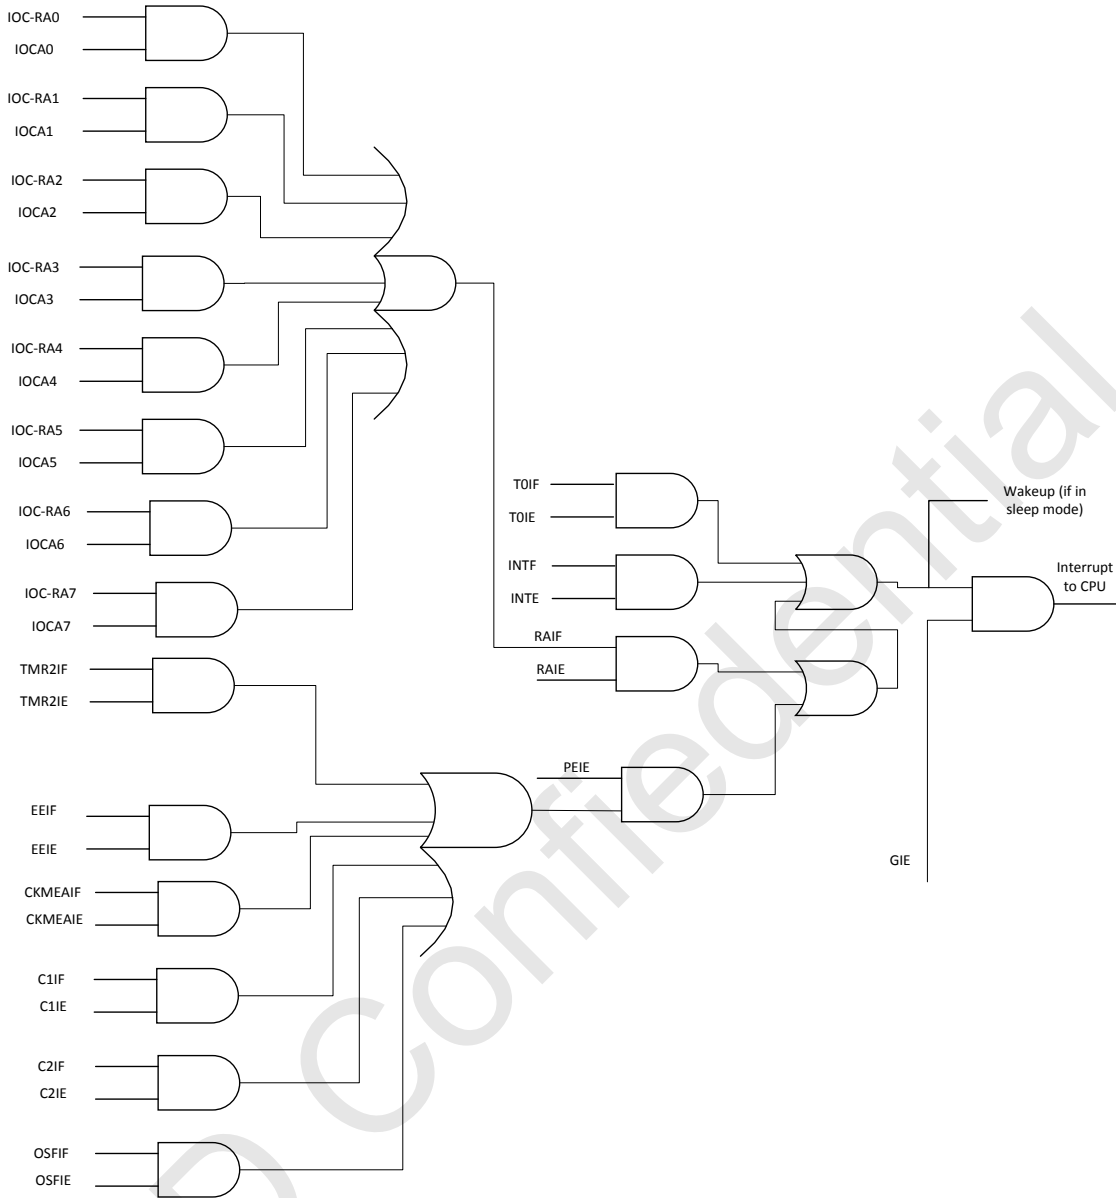 IOC-RA0
IOCA0
IOC-RA1
IOCA1
IOC-RA2
IOCA2
IOC-RA3
IOCA3
IOC-RA4
IOCA4
IOC-RA5
IOCA5
IOC-RA6
IOCA6
IOC-RA7
IOCA7
TMR2IF
TMR2IE
EEIF
EEIE
CKMEAIF
CKMEAIE
C1IF
C1IE
C2IF
C2IE
OSFIF
OSFIE
T0IF
T0IE
INTF
INTE
RAIF
RAIE
PEIE
Wakeup (if in
sleep mode)
Interrupt
to CPU
GIE
Confiedential